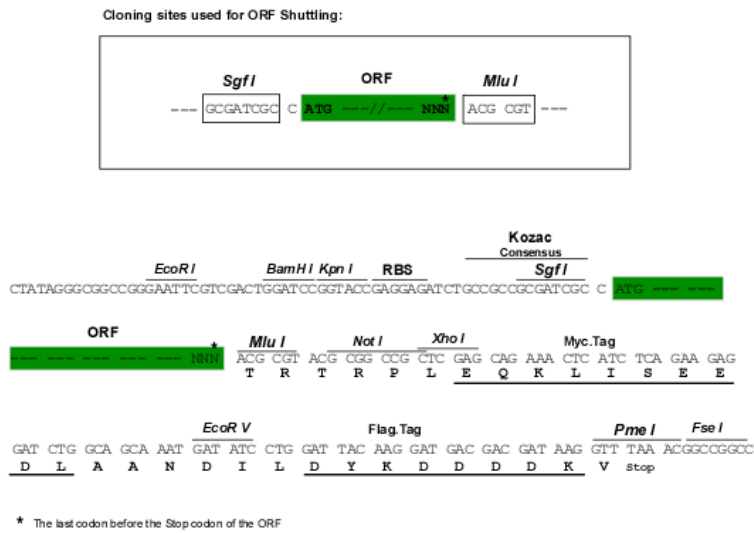 Cloning sites used for ORF Shuttling:
Sgf I ORF Mlu I
--- GCGATCGC C ATG ---//--- NNN* ACG CGT ---
Kozac
Consensus
EcoR I BamH I Kpn I RBS Sgf I
CTATAGGGCGGCCGGGAATTCGTCGACTGGATCCGGTACCGAGGAGATCTGCCGCCGCGATCGC C ATG --- ---
ORF Mlu I Not I Xho I Myc.Tag
--- --- --- --- --- --- NNN* ACG CGT ACG CGG CCG CTC GAG CAG AAA CTC ATC TCA GAA GAG
T R T R P L E Q K L I S E E
EcoR V Flag.Tag Pme I Fse I
GAT CTG GCA GCA AAT GAT ATC CTG GAT TAC AAG GAT GAC GAC GAT AAG GTT TAA ACGGCCGGCC
D L A A N D I L D Y K D D D D K V Stop
* The last codon before the Stop codon of the ORF